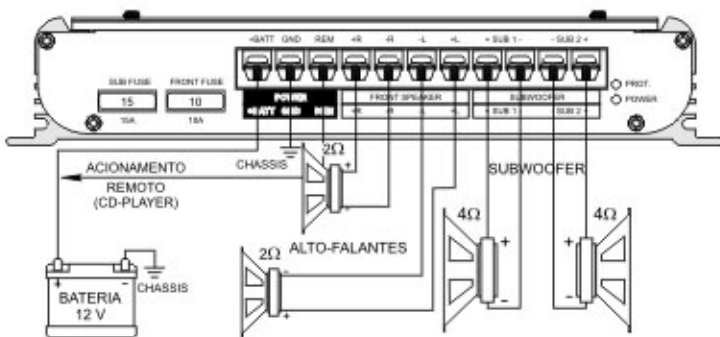 +BATT GND REM +R -R -L +L + SUB 1 - - SUB 2 +
SUB FUSE
15
15A
FRONT FUSE
10
10A
POWER
+BATT GND REM
FRONT SPEAKER
+R -R -L +L
SUBWOOFER
+ SUB 1 - - SUB 2 +
PROT.
POWER
ACIONAMENTO
REMOTO
(CD-PLAYER)
CHASSIS
2Ω
+
-
SUBWOOFER
ALTO-FALANTES
2Ω
-
+
4Ω
+
-
4Ω
+
-
+ -
BATERIA
12 V
CHASSIS